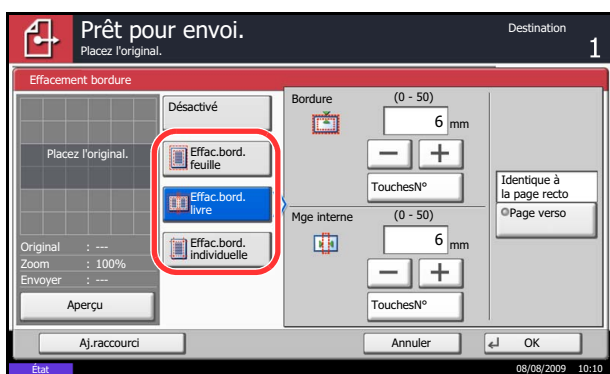 Prêt pour envoi.
Placez l'original.
Destination
1
Effacement bordure
Placez l'original.
Original : ---
Zoom : 100%
Envoyer : ---
Aperçu
Désactivé
Effac.bord.
feuille
Effac.bord.
livre
Effac.bord.
individuelle
Bordure (0 - 50)
6 mm
TouchesN°
Mge interne (0 - 50)
6 mm
TouchesN°
Identique à
la page recto
Page verso
Aj.raccourci
Annuler
OK
État
08/08/2009 10:10